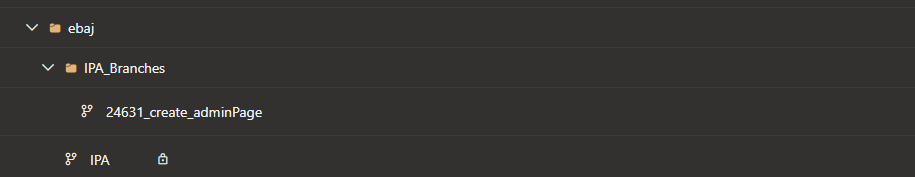 ebaj
IPA_Branches
24631_create_adminPage
IPA